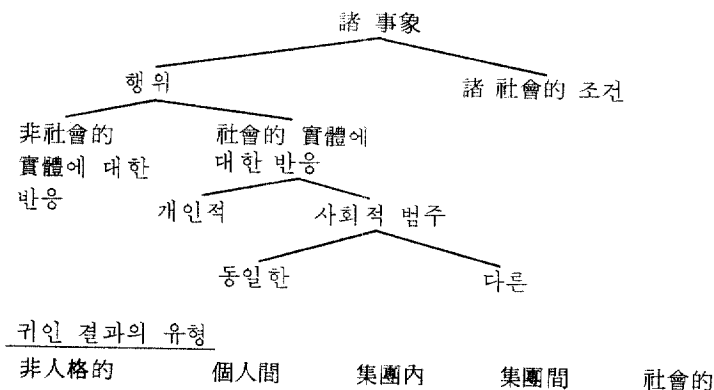 諸 事象
행위
諸 社會的 조건
非社會的
實體에 대한
반응
社會的 實體에
대한 반응
개인적
사회적 범주
동일한
다른
귀인 결과의 유형
非人格的 個人間 集團內 集團間 社會的